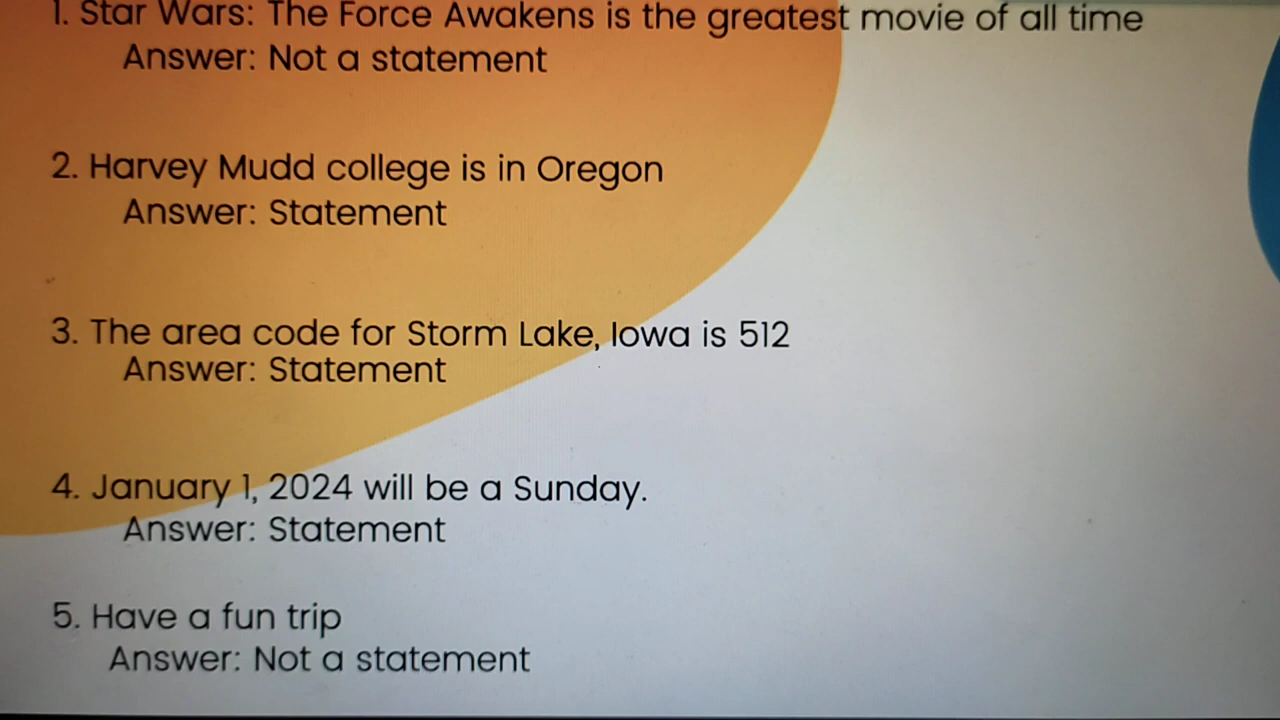 1. Star Wars: The Force Awakens is the greatest movie of all time
Answer: Not a statement
2. Harvey Mudd college is in Oregon
Answer: Statement
3. The area code for Storm Lake, Iowa is 512
Answer: Statement
4. January 1, 2024 will be a Sunday.
Answer: Statement
5. Have a fun trip
Answer: Not a statement